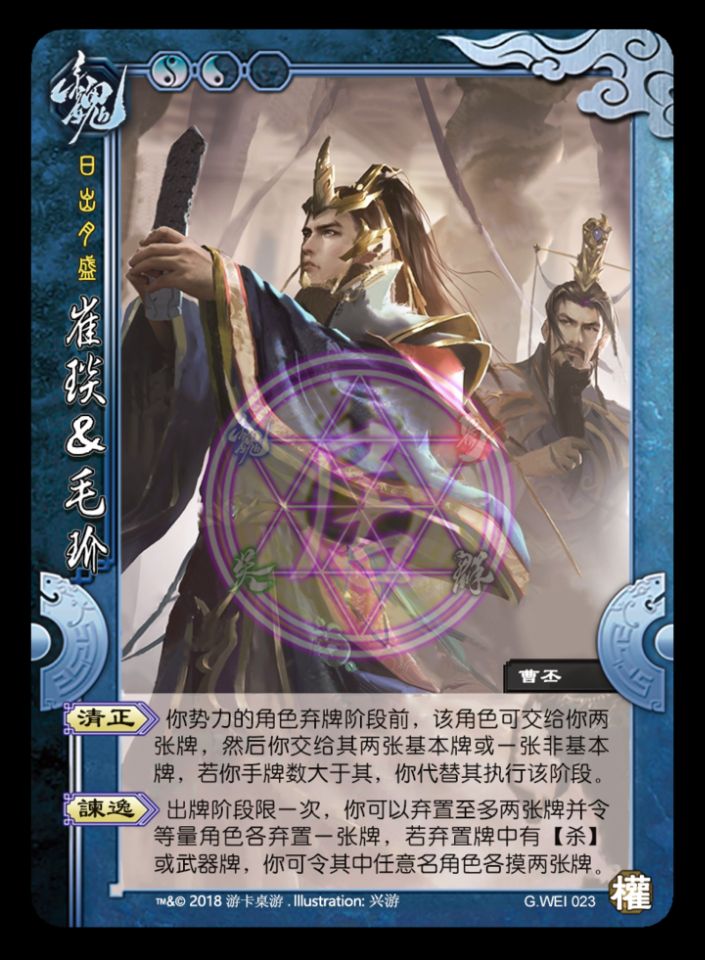 魏
日出夕盛
崔琰&毛玠
魏
吴
群
曹丕
清正
你势力的角色弃牌阶段前，该角色可交给你两
张牌，然后你交给其两张基本牌或一张非基本
牌，若你手牌数大于其，你代替其执行该阶段。
諫逸
出牌阶段限一次，你可以弃置至多两张牌并令
等量角色各弃置一张牌，若弃置牌中有【杀】
或武器牌，你可令其中任意名角色各摸两张牌。
™&© 2018 游卡桌游 . Illustration: 兴游
G.WEI 023
權